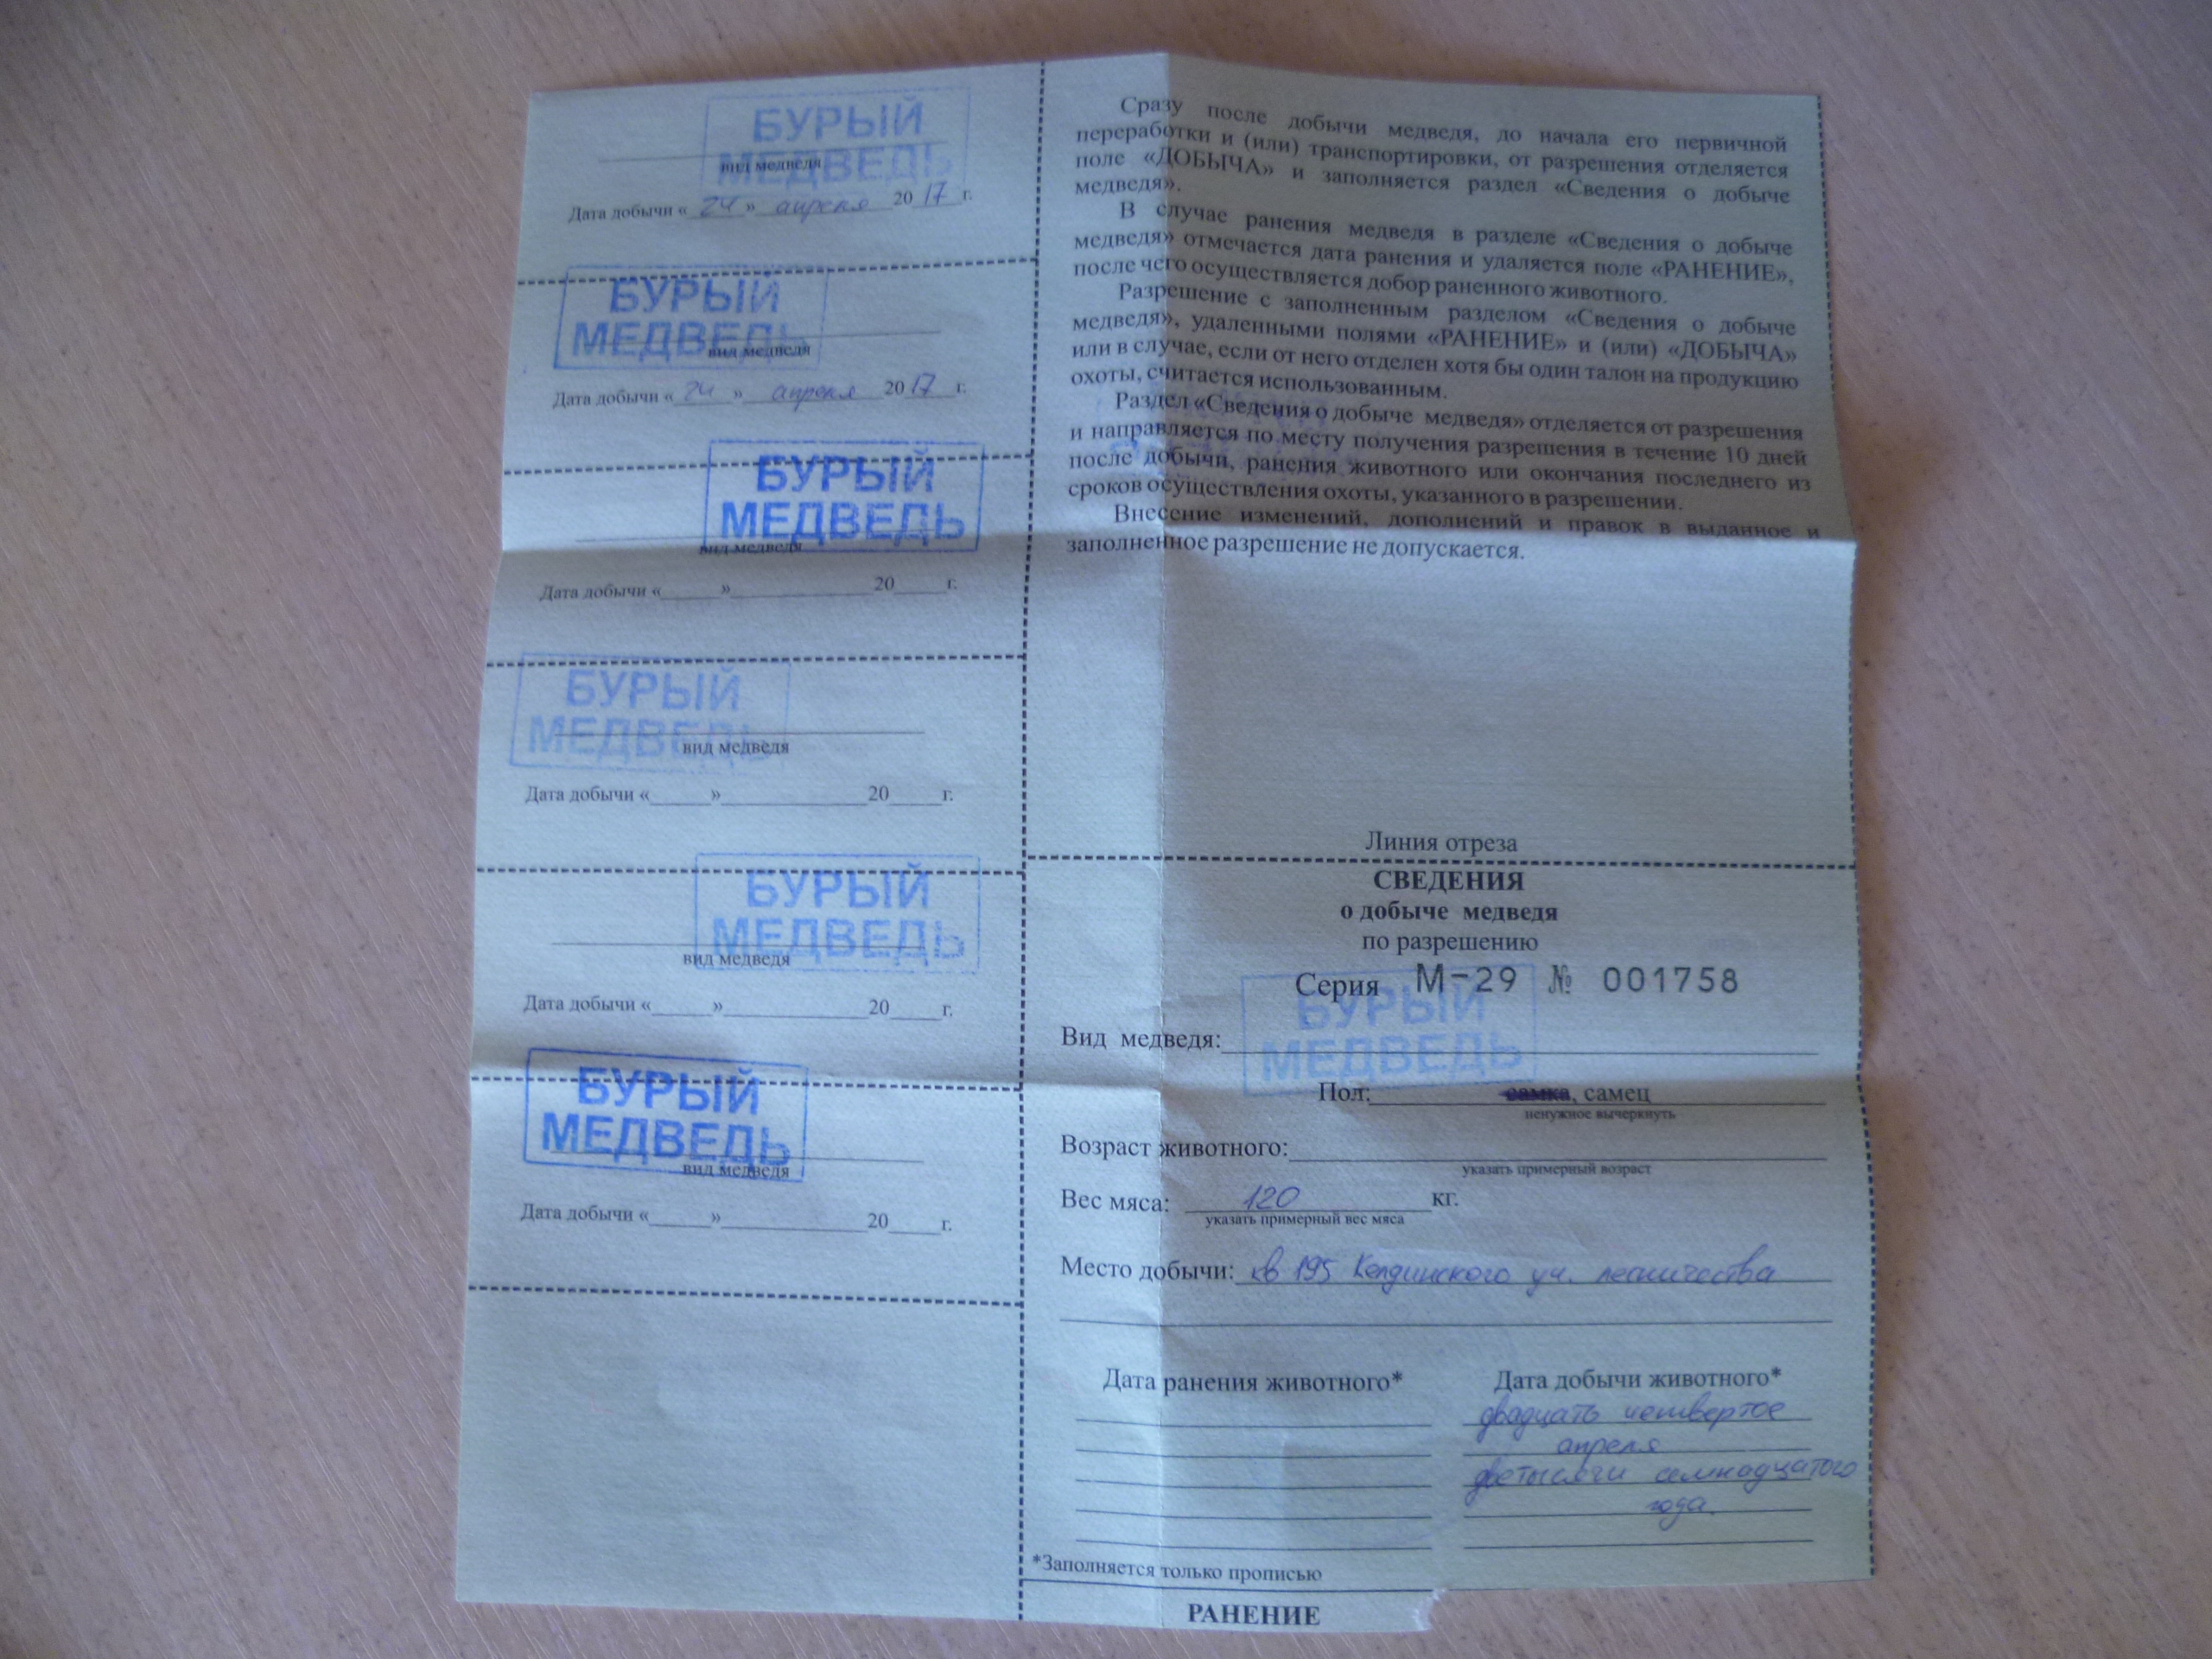 БУРЫЙ
МЕДВЕДЬ
вид медведя
Дата добычи « 24 » апреля 20 17 г.
БУРЫЙ
МЕДВЕДЬ
вид медведя
Дата добычи « 24 » апреля 20 17 г.
БУРЫЙ
МЕДВЕДЬ
вид медведя
Дата добычи «______»______________20_____г.
БУРЫЙ
МЕДВЕДЬ
вид медведя
Дата добычи «______»______________20_____г.
БУРЫЙ
МЕДВЕДЬ
вид медведя
Дата добычи «______»______________20_____г.
БУРЫЙ
МЕДВЕДЬ
вид медведя
Дата добычи «______»______________20_____г.
Сразу после добычи медведя, до начала его первичной
переработки и (или) транспортировки, от разрешения отделяется
поле «ДОБЫЧА» и заполняется раздел «Сведения о добыче
медведя».
В случае ранения медведя в разделе «Сведения о добыче
медведя» отмечается дата ранения и удаляется поле «РАНЕНИЕ»,
после чего осуществляется добор раненного животного.
Разрешение с заполненным разделом «Сведения о добыче
медведя», удаленными полями «РАНЕНИЕ» и (или) «ДОБЫЧА»
или в случае, если от него отделен хотя бы один талон на продукцию
охоты, считается использованным.
Раздел «Сведения о добыче медведя» отделяется от разрешения
и направляется по месту получения разрешения в течение 10 дней
после добычи, ранения животного или окончания последнего из
сроков осуществления охоты, указанного в разрешении.
Внесение изменений, дополнений и правок в выданное и
заполненное разрешение не допускается.
Линия отреза
СВЕДЕНИЯ
о добыче медведя
по разрешению
Серия М-29 № 001758
БУРЫЙ
МЕДВЕДЬ
Вид медведя:
Пол: самка, самец
ненужное вычеркнуть
Возраст животного:
указать примерный возраст
Вес мяса: 120 кг.
указать примерный вес мяса
Место добычи: кв 195 Келдинского уч. лесничества
Дата ранения животного* Дата добычи животного*
двадцать четвертое
апреля
две тысячи семнадцатого
года.
*Заполняется только прописью
РАНЕНИЕ